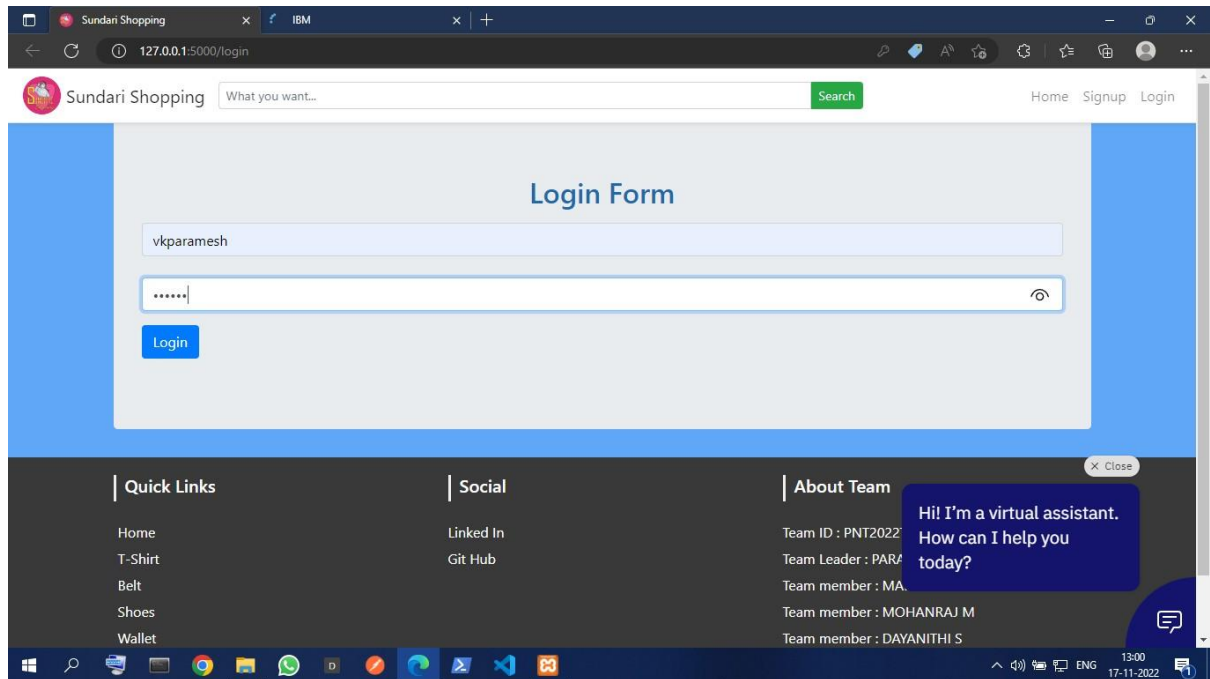 Sundari Shopping
IBM
127.0.0.1:5000/login
Sundari Shopping
What you want...
Search
Home Signup Login
Login Form
vkparamesh
Login
Quick Links
Home
T-Shirt
Belt
Shoes
Wallet
Social
Linked In
Git Hub
About Team
Team ID : PNT2022
Team Leader : PARA
Team member : MA
Team member : MOHANRAJ M
Team member : DAYANITHI S
× Close
Hi! I'm a virtual assistant.
How can I help you
today?
ENG
13:00
17-11-2022